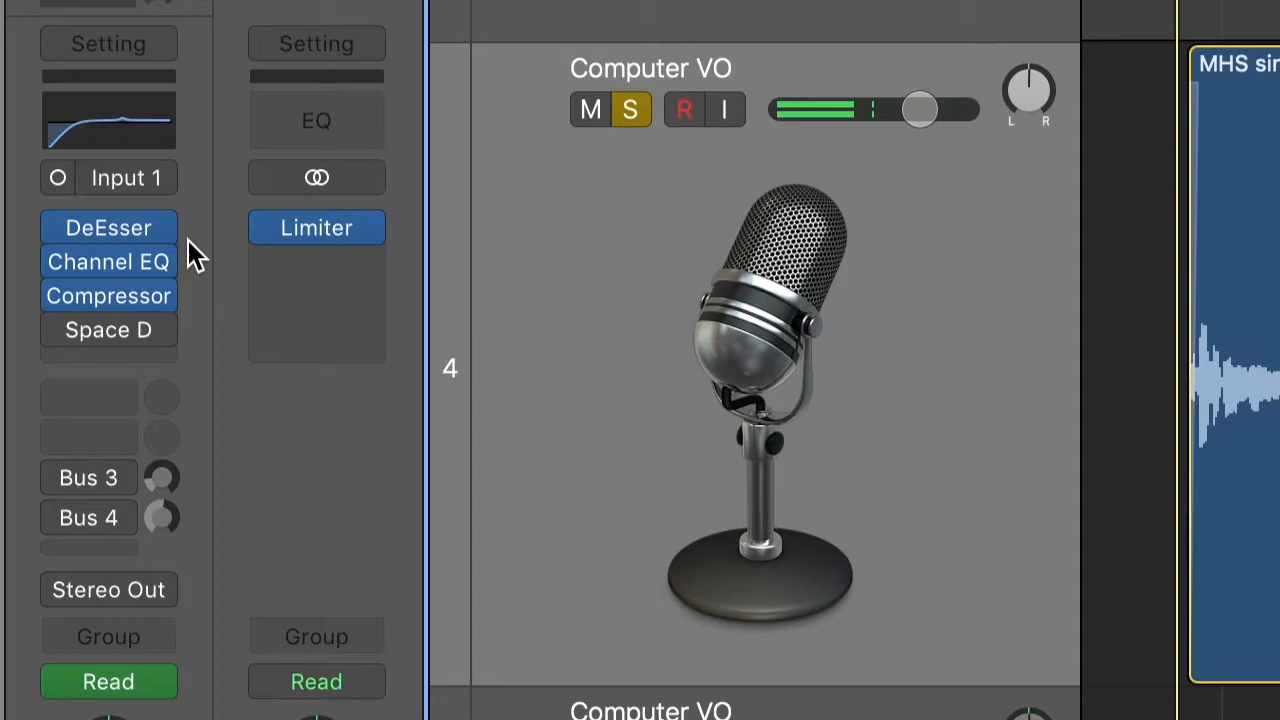 Setting
EQ
Input 1
DeEsser
Channel EQ
Compressor
Space D
Bus 3
Bus 4
Stereo Out
Group
Read
Setting
Limiter
Group
Read
4
Computer VO
M S R I
L R
Computer VO
MHS sin